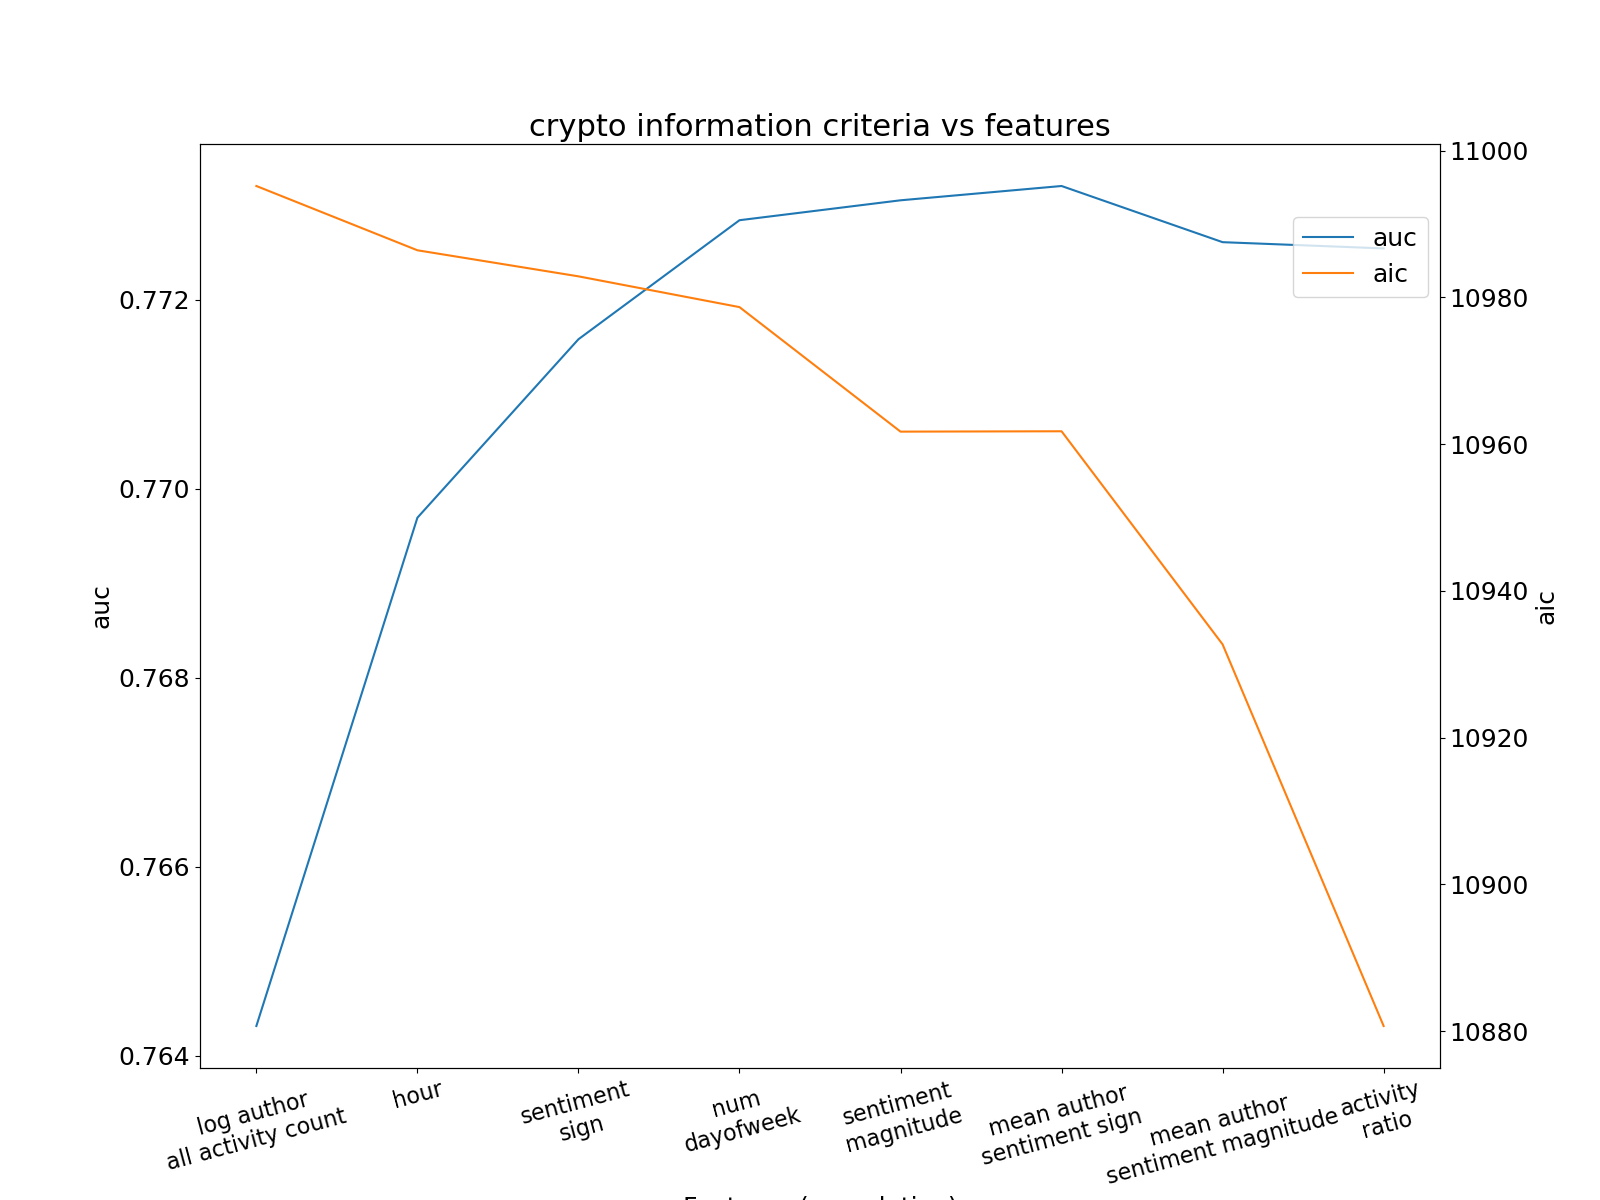 crypto information criteria vs features
11000
10980
10960
10940
10920
10900
10880
aic
0.772
0.770
0.768
0.766
0.764
auc
auc
aic
log author
all activity count
hour
sentiment
sign
num
dayofweek
sentiment
magnitude
mean author
sentiment sign
mean author
sentiment magnitude
activity
ratio